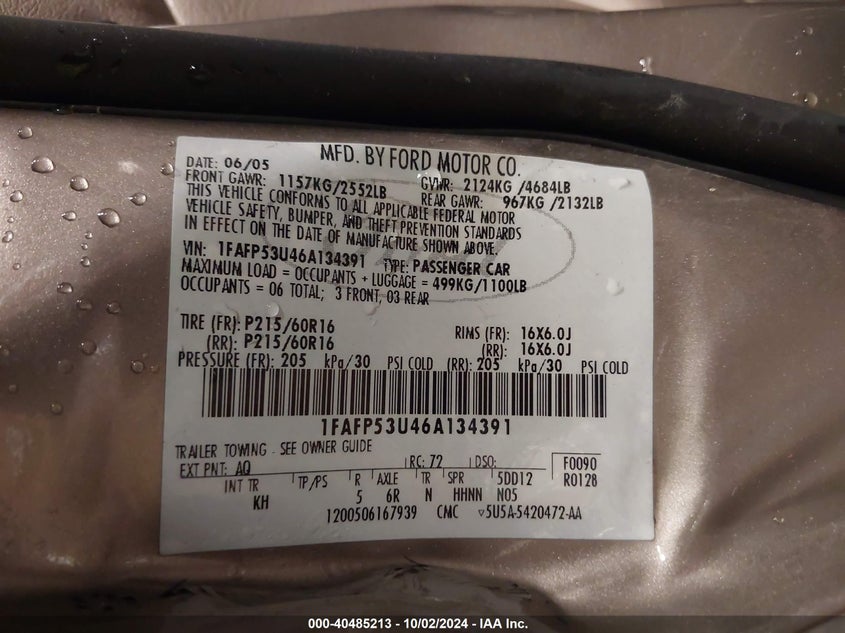 MFD. BY FORD MOTOR CO.
DATE: 06/05
FRONT GAWR: 1157KG/2552LB
GVWR: 2124KG /4684LB
REAR GAWR: 967KG /2132LB
THIS VEHICLE CONFORMS TO ALL APPLICABLE FEDERAL MOTOR
VEHICLE SAFETY, BUMPER, AND THEFT PREVENTION STANDARDS
IN EFFECT ON THE DATE OF MANUFACTURE SHOWN ABOVE.
VIN: 1FAFP53U46A134391 TYPE: PASSENGER CAR
MAXIMUM LOAD = OCCUPANTS + LUGGAGE = 499KG/1100LB
OCCUPANTS = 06 TOTAL; 3 FRONT, 03 REAR
TIRE (FR): P215/60R16 RIMS (FR): 16X6.0J
(RR): P215/60R16 (RR): 16X6.0J
PRESSURE (FR): 205 kPa/30 PSI COLD (RR): 205 kPa/30 PSI COLD
1FAFP53U46A134391
TRAILER TOWING - SEE OWNER GUIDE
EXT PNT: AQ RC: 72 DSO: F0090
INT TR TP/PS R AXLE TR SPR 5DD12 R0128
KH 5 6R N HHNN N05
1200506167939 CMC ▽5U5A-5420472-AA
000-40485213 - 10/02/2024 - IAA Inc.